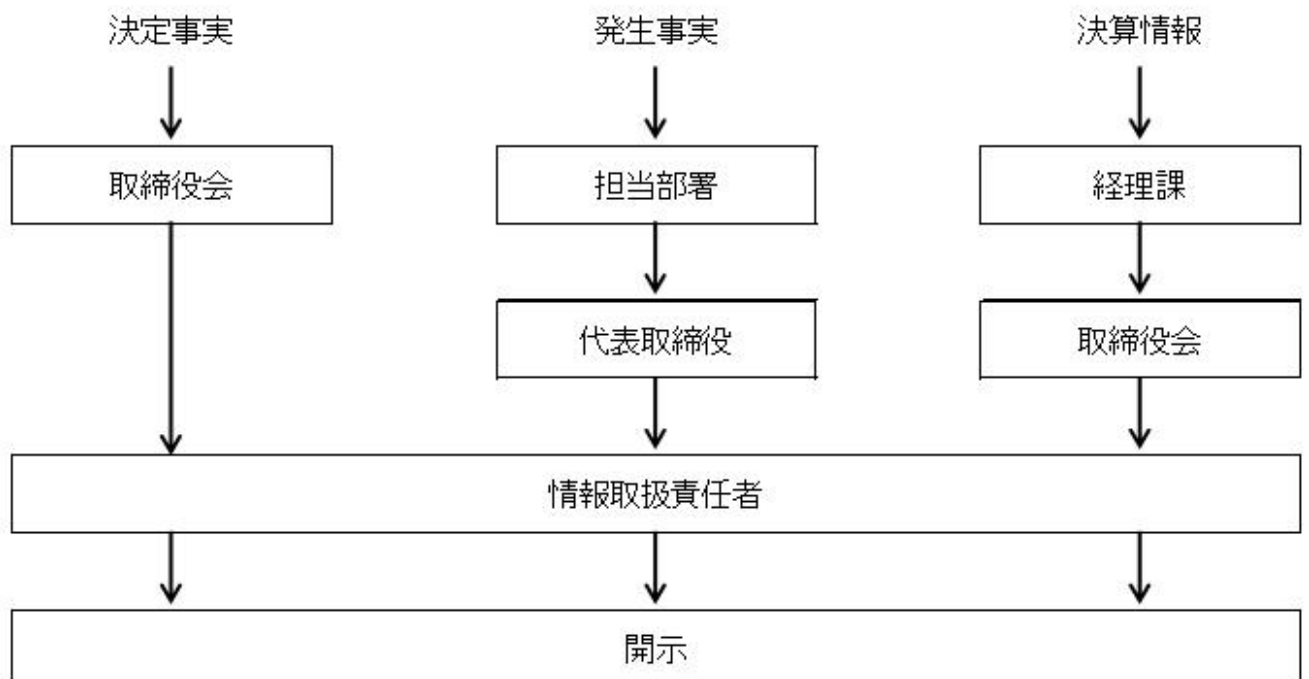 決定事実
発生事実
決算情報
取締役会
担当部署
経理課
代表取締役
取締役会
情報取扱責任者
開示